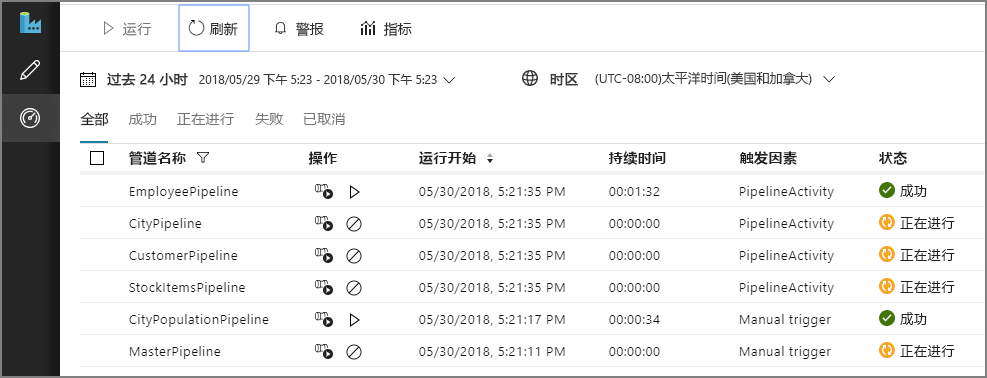 运行 刷新 警报 指标
过去 24 小时 2018/05/29 下午 5:23 - 2018/05/30 下午 5:23 时区 (UTC-08:00)太平洋时间(美国和加拿大)
全部 成功 正在进行 失败 已取消
管道名称 操作 运行开始 持续时间 触发因素 状态
EmployeePipeline 05/30/2018, 5:21:35 PM 00:01:32 PipelineActivity 成功
CityPipeline 05/30/2018, 5:21:35 PM 00:00:00 PipelineActivity 正在进行
CustomerPipeline 05/30/2018, 5:21:35 PM 00:00:00 PipelineActivity 正在进行
StockItemsPipeline 05/30/2018, 5:21:35 PM 00:00:00 PipelineActivity 正在进行
CityPopulationPipeline 05/30/2018, 5:21:17 PM 00:00:34 Manual trigger 成功
MasterPipeline 05/30/2018, 5:21:11 PM 00:00:00 Manual trigger 正在进行